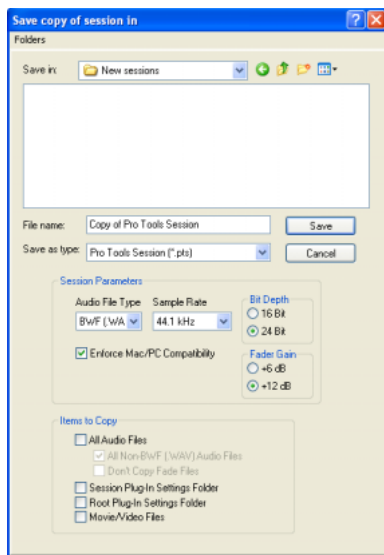 Save copy of session in
Folders
Save in: New sessions
File name: Copy of Pro Tools Session Save
Save as type: Pro Tools Session (*.pts) Cancel
Session Parameters
Audio File Type Sample Rate Bit Depth
BWF (.WA 44.1 kHz 16 Bit
24 Bit
Enforce Mac/PC Compatibility Fader Gain
+6 dB
+12 dB
Items to Copy
All Audio Files
All Non-BWF (.WAV) Audio Files
Don't Copy Fade Files
Session Plug-In Settings Folder
Root Plug-In Settings Folder
Movie/Video Files